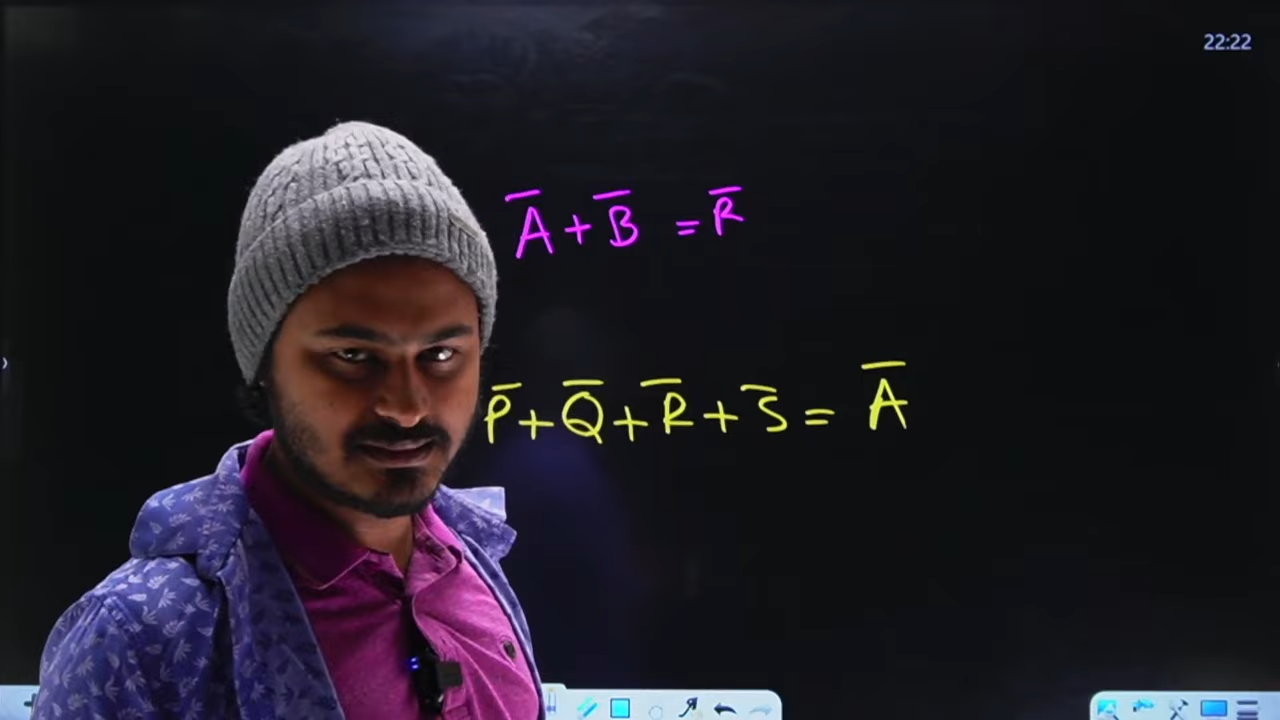 22:22
A̅ + B̅ = R̅
P̅ + Q̅ + R̅ + S̅ = A̅